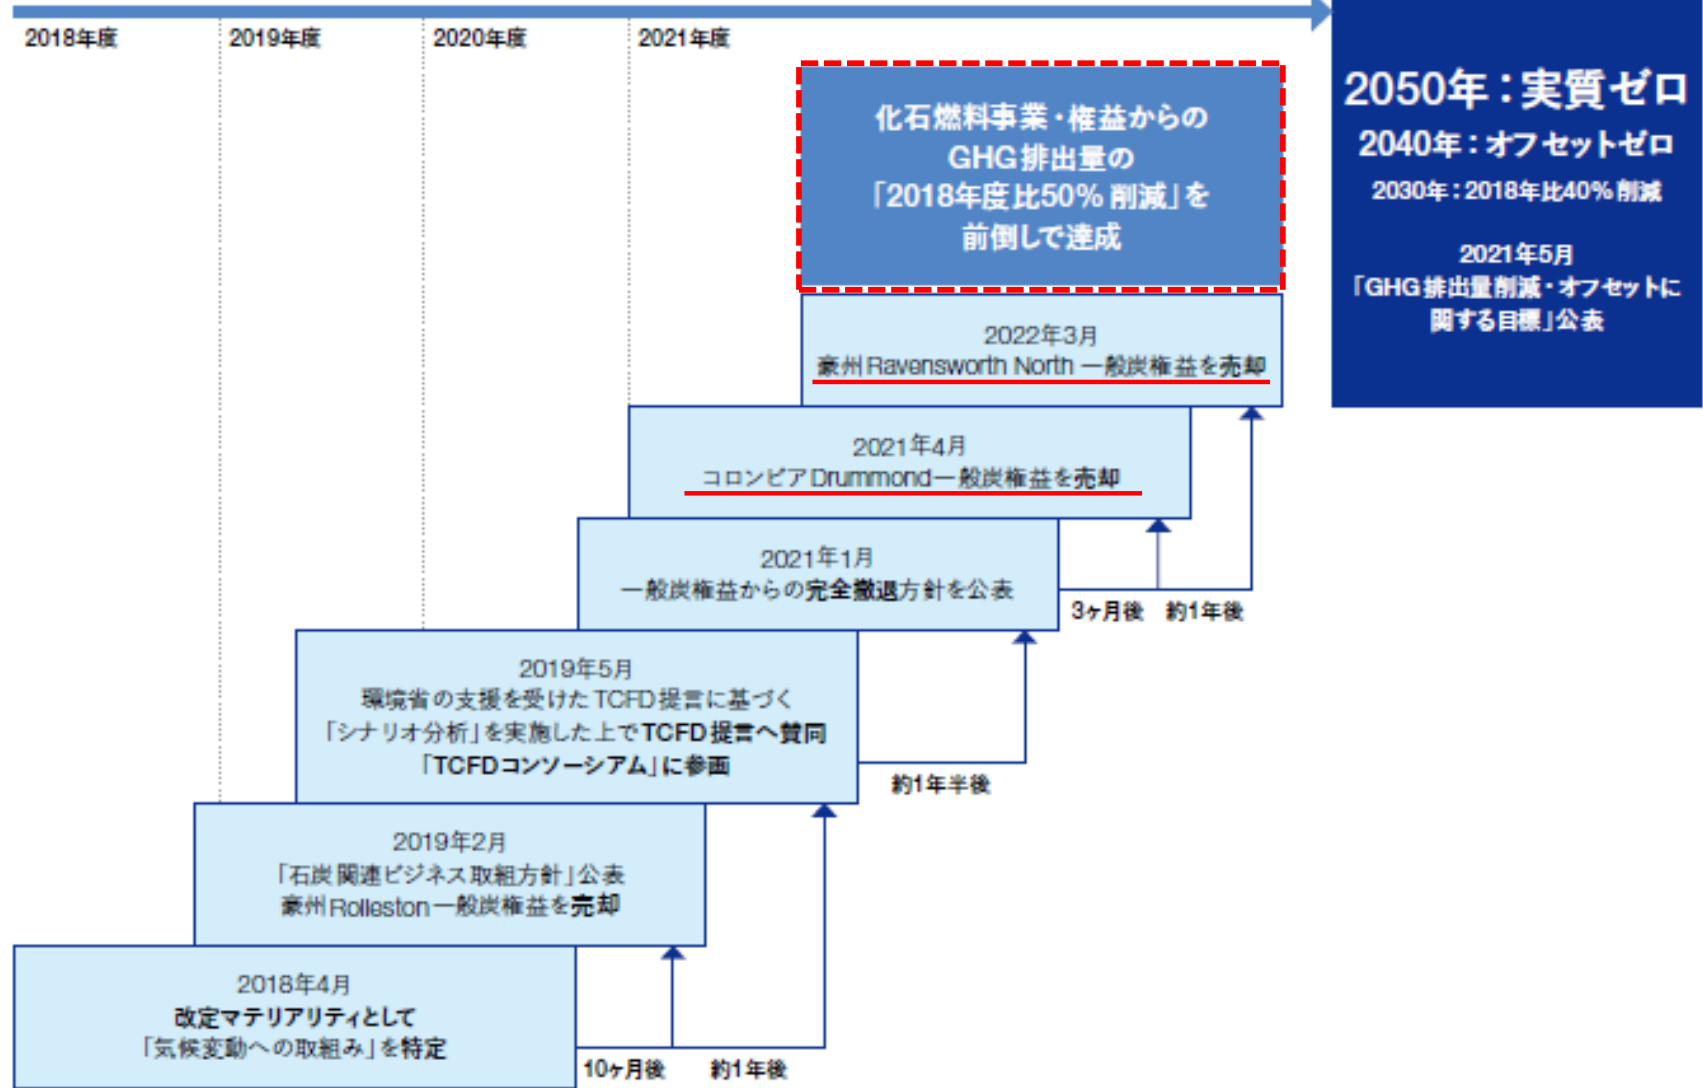 2018年度
2019年度
2020年度
2021年度
化石燃料事業・権益からの
GHG排出量の
「2018年度比50%削減」を
前倒しで達成
2050年：実質ゼロ
2040年：オフセットゼロ
2030年：2018年比40%削減
2021年5月
「GHG排出量削減・オフセットに
関する目標」公表
2022年3月
豪州Ravensworth North 一般炭権益を売却
2021年4月
コロンビアDrummond一般炭権益を売却
2021年1月
一般炭権益からの完全撤退方針を公表
3ヶ月後
約1年後
2019年5月
環境省の支援を受けたTCFD提言に基づく
「シナリオ分析」を実施した上でTCFD提言へ賛同
「TCFDコンソーシアム」に参画
約1年半後
2019年2月
「石炭関連ビジネス取組方針」公表
豪州Rolleston一般炭権益を売却
2018年4月
改定マテリアリティとして
「気候変動への取組み」を特定
10ヶ月後
約1年後